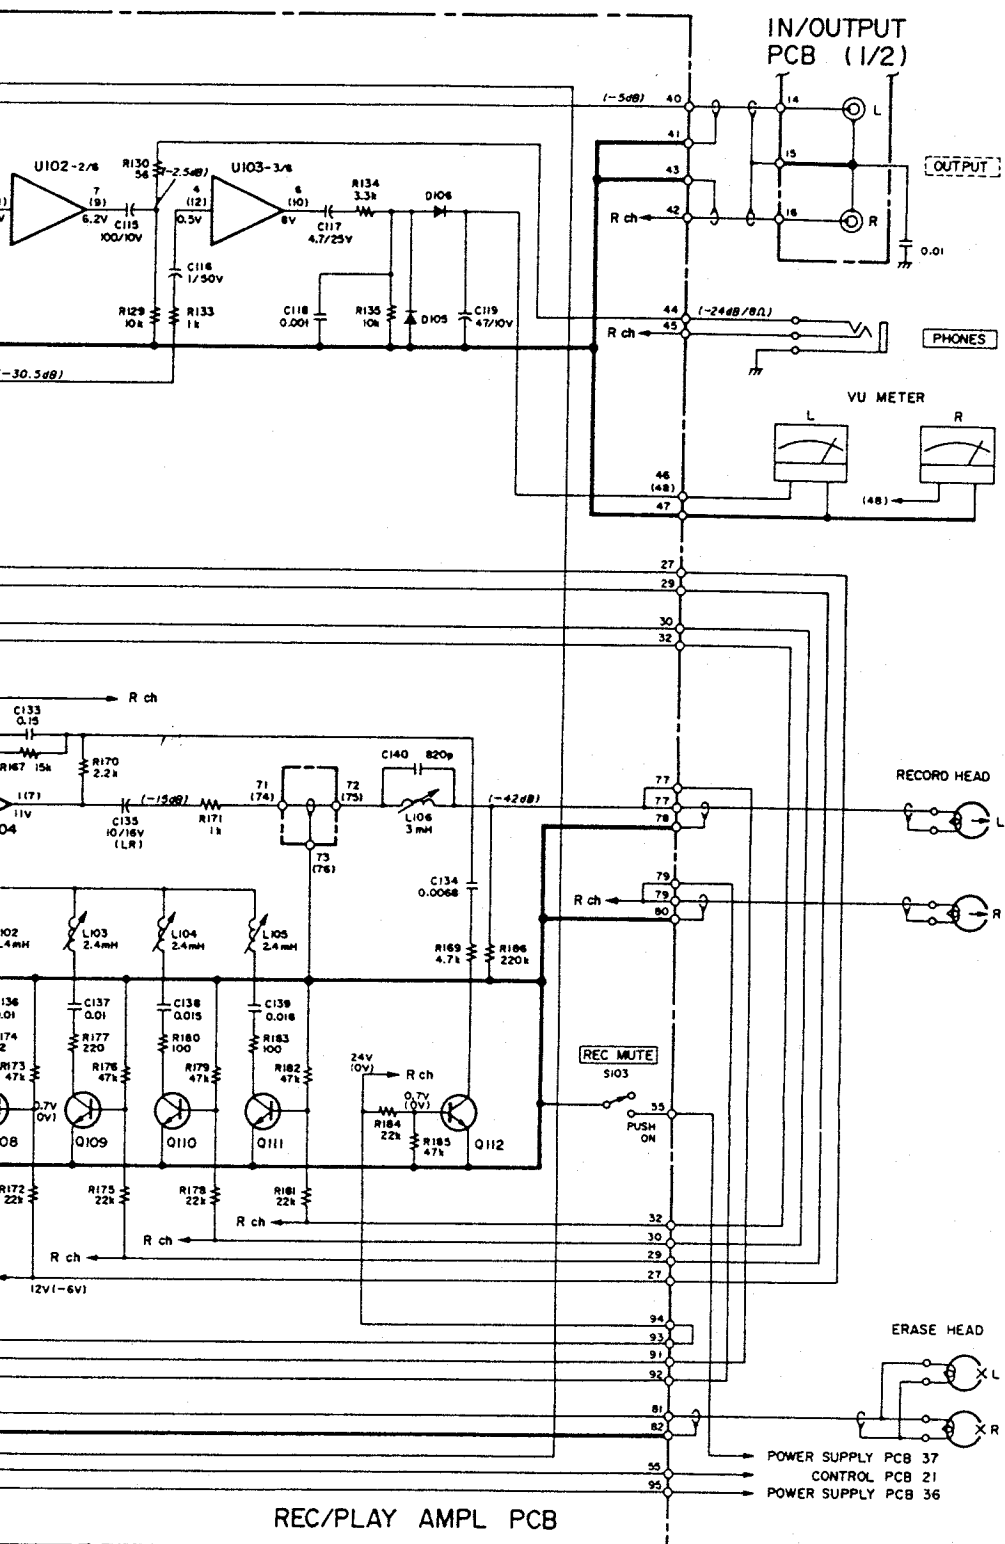 IN/OUTPUT
PCB (1/2)
(-5dB) 40
14
L
41
15
OUTPUT
43
R ch
42
16
R
0.01
U102-2/6
R130
56
(-2.5dB)
U103-3/6
7
(9)
6.2V
C115
100/10V
4
(12)
0.5V
6
(10)
8V
R134
3.3k
C117
4.7/25V
D106
C116
1/50V
R129
10k
R133
1k
C118
0.001
R135
10k
D105
C119
47/10V
44
(-24dB/8Ω)
R ch
45
PHONES
-30.5dB)
VU METER
L
R
46
(48)
47
(48)
27
29
30
32
R ch
C133
0.15
R167 15k
R170
2.2k
C140 820p
RECORD HEAD
1(7)
11V
04
(-15dB)
C135
10/16V
(LR)
R171
1k
71
(74)
72
(75)
L106
3mH
(-42dB)
77
77
78
L
73
(76)
C134
0.0068
79
R ch
79
80
R
102
.4mH
L103
2.4mH
L104
2.4mH
L105
2.4mH
R169
4.7k
R186
220k
136
.01
C137
0.01
C138
0.015
C139
0.018
174
2
R177
220
R180
100
R183
100
R173
47k
R176
47k
R179
47k
R182
47k
24V
(0V)
R ch
REC MUTE
S103
0.7V
(0V)
0.7V
(0V)
55
PUSH
ON
108
Q109
Q110
Q111
R184
22k
R185
47k
Q112
R172
22k
R175
22k
R178
22k
R181
22k
R ch
32
R ch
30
R ch
29
27
12V(-6V)
94
93
91
92
ERASE HEAD
L
81
82
R
POWER SUPPLY PCB 37
55
CONTROL PCB 21
95
POWER SUPPLY PCB 36
REC/PLAY AMPL PCB